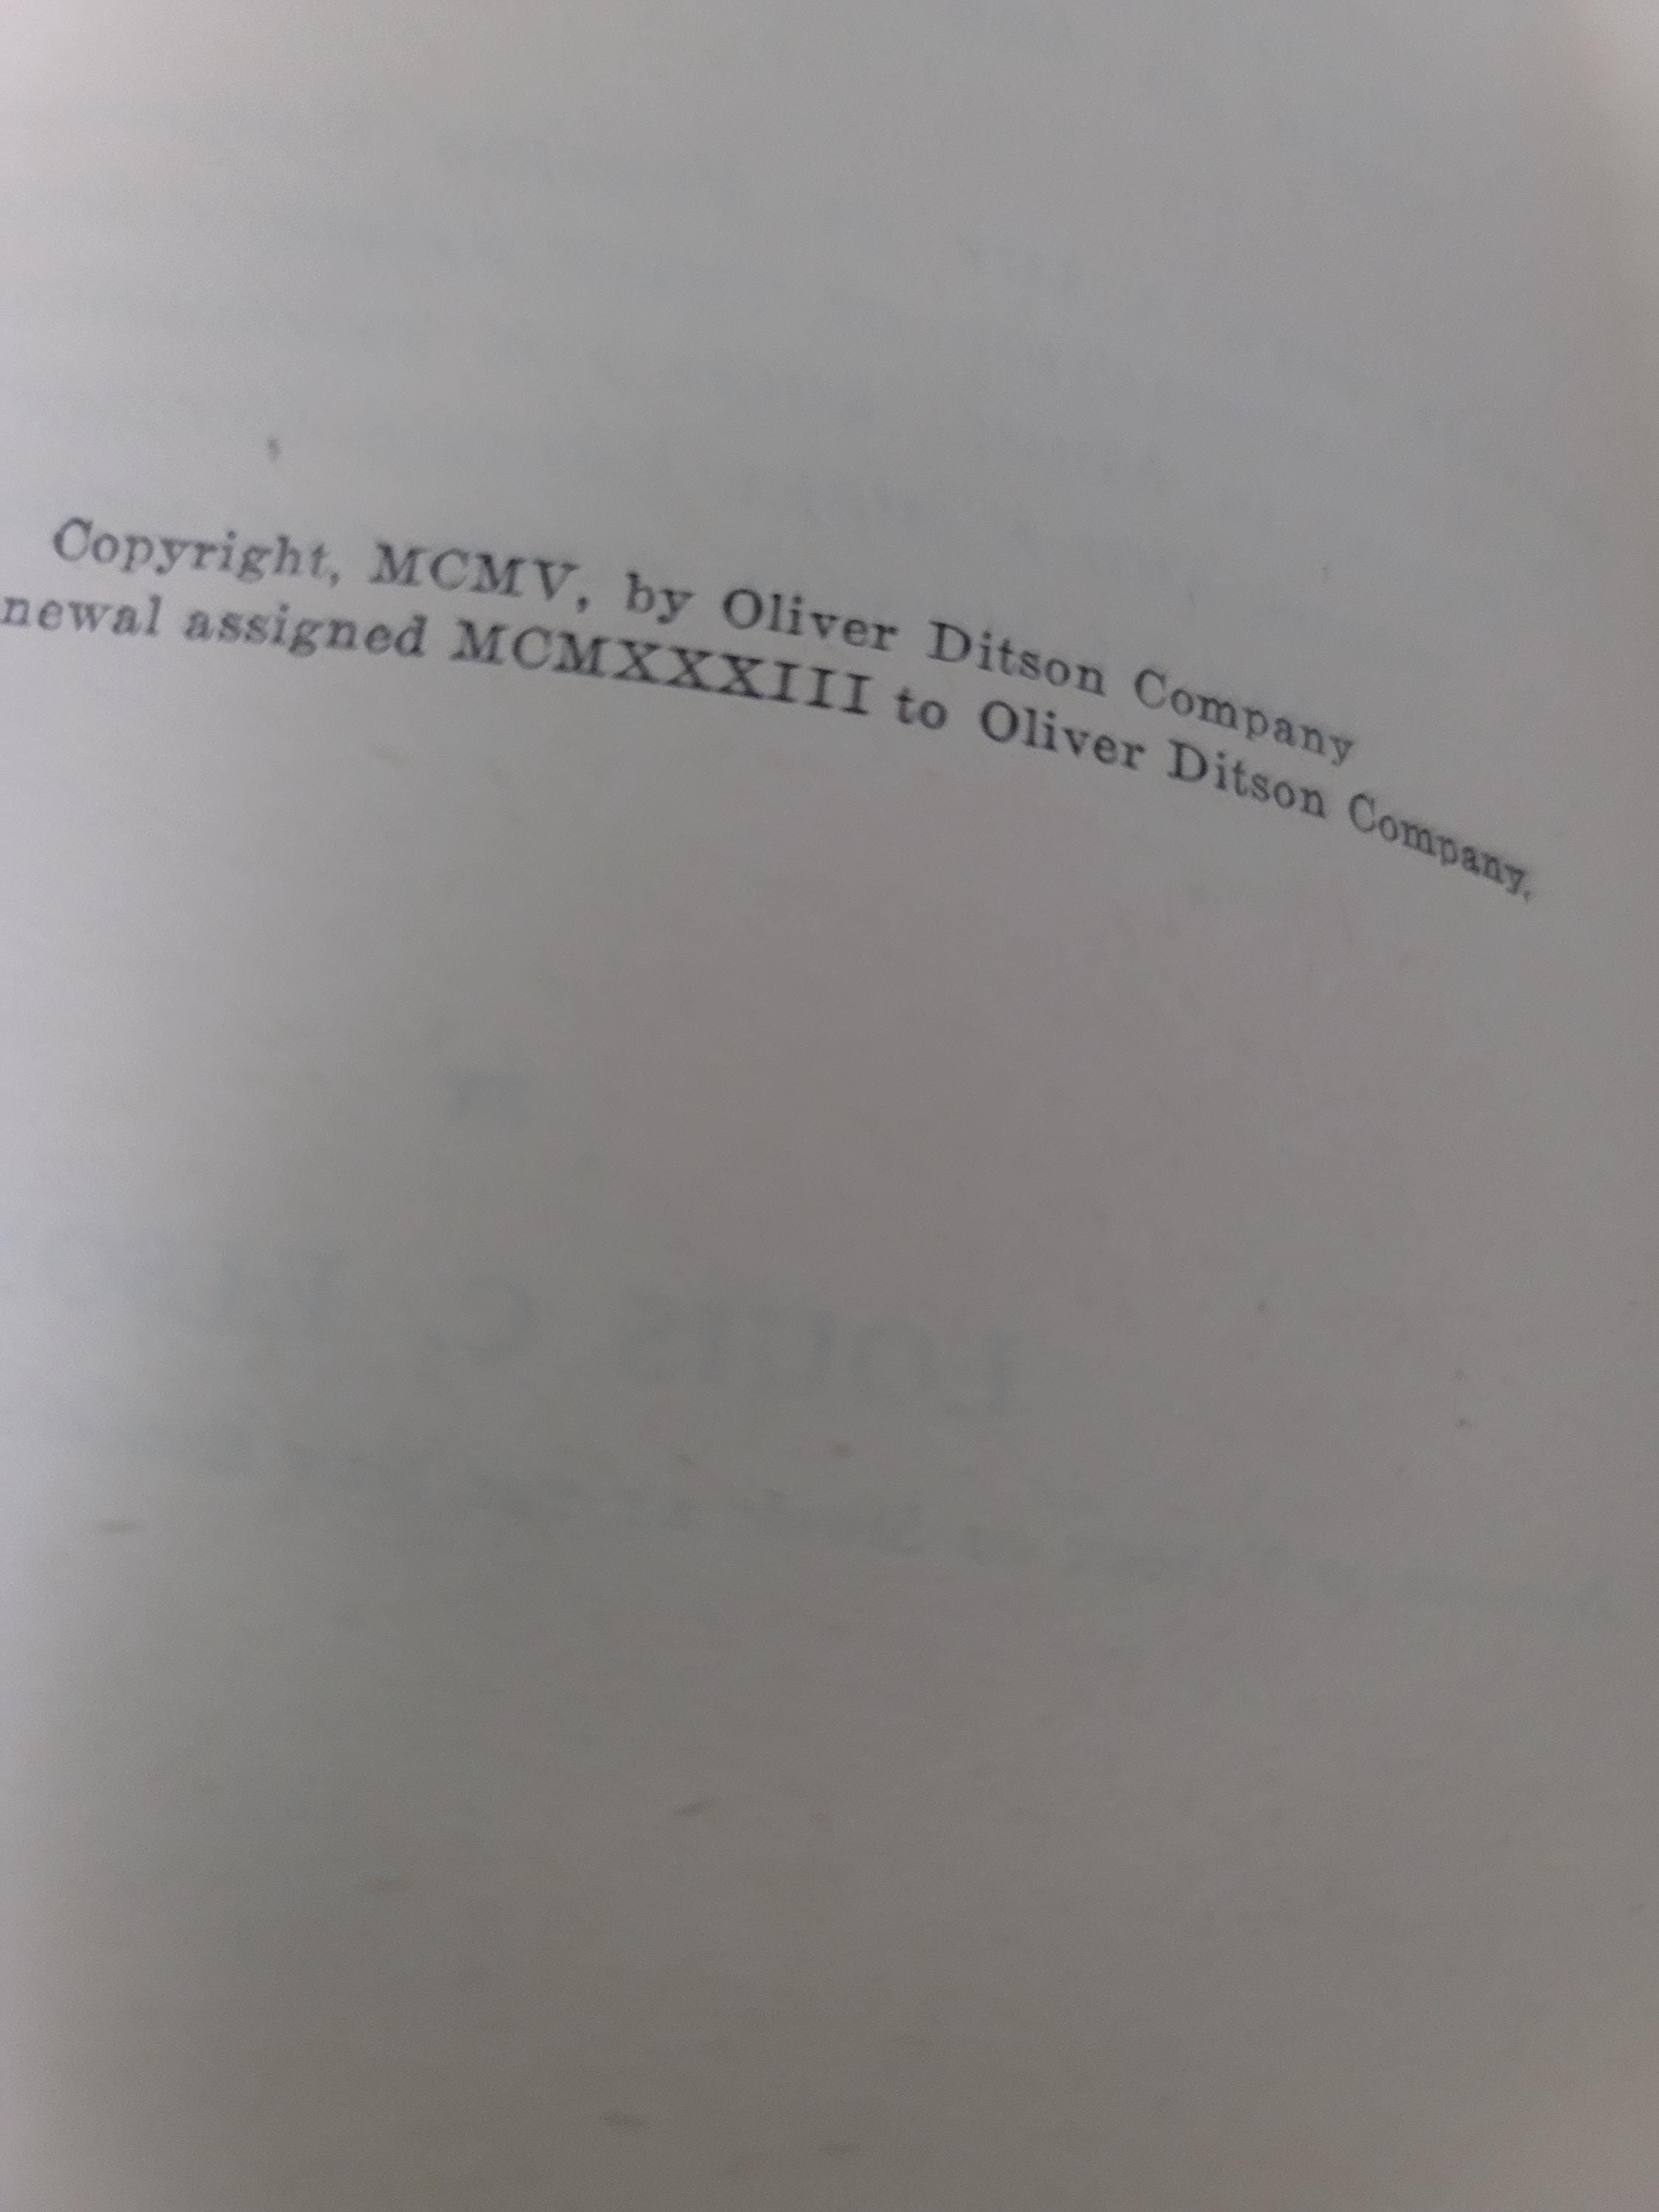 Copyright, MCMV, by Oliver Ditson Company
newal assigned MCMXXXIII to Oliver Ditson Company,